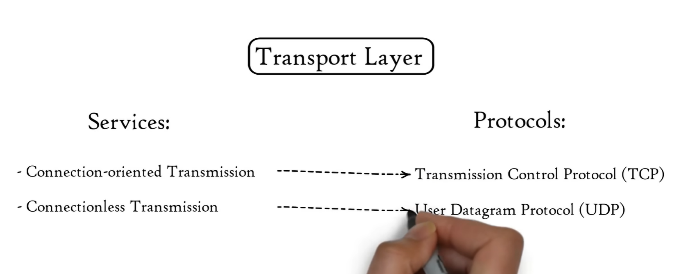 Transport Layer
Services:
Protocols:
- Connection-oriented Transmission
Transmission Control Protocol (TCP)
- Connectionless Transmission
User Datagram Protocol (UDP)